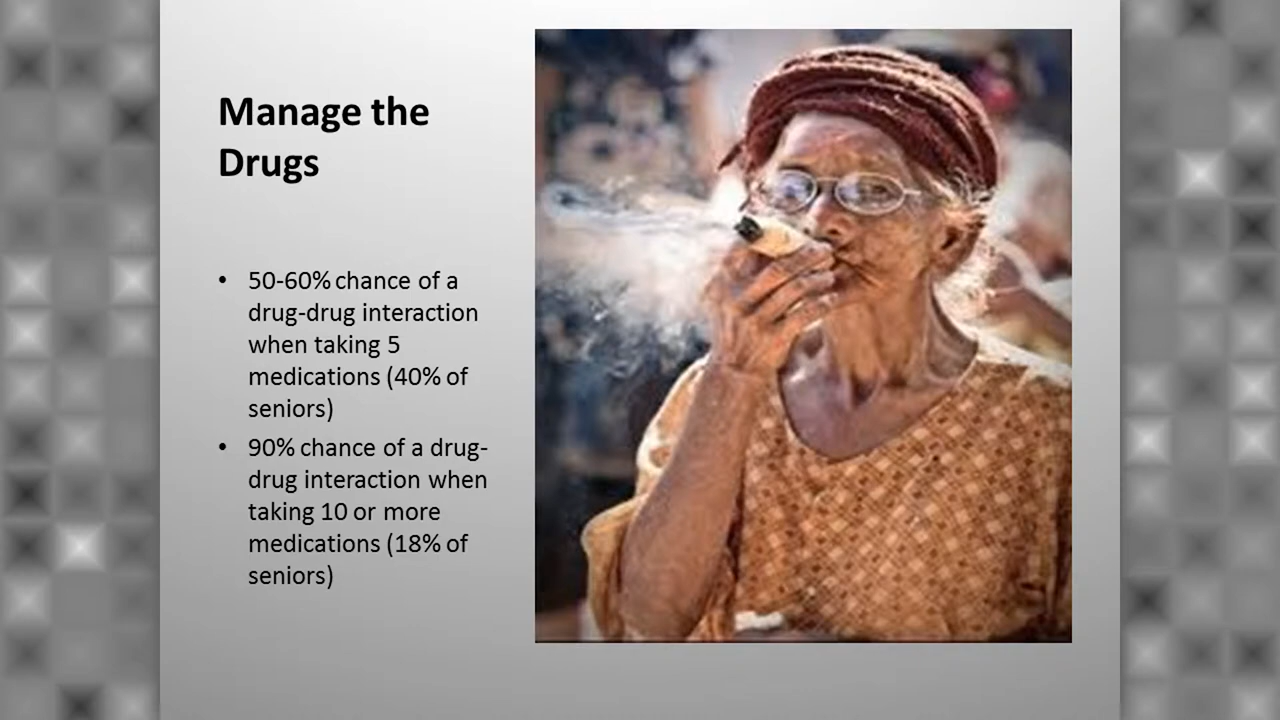 Manage the
Drugs
• 50-60% chance of a
drug-drug interaction
when taking 5
medications (40% of
seniors)
• 90% chance of a drug-
drug interaction when
taking 10 or more
medications (18% of
seniors)